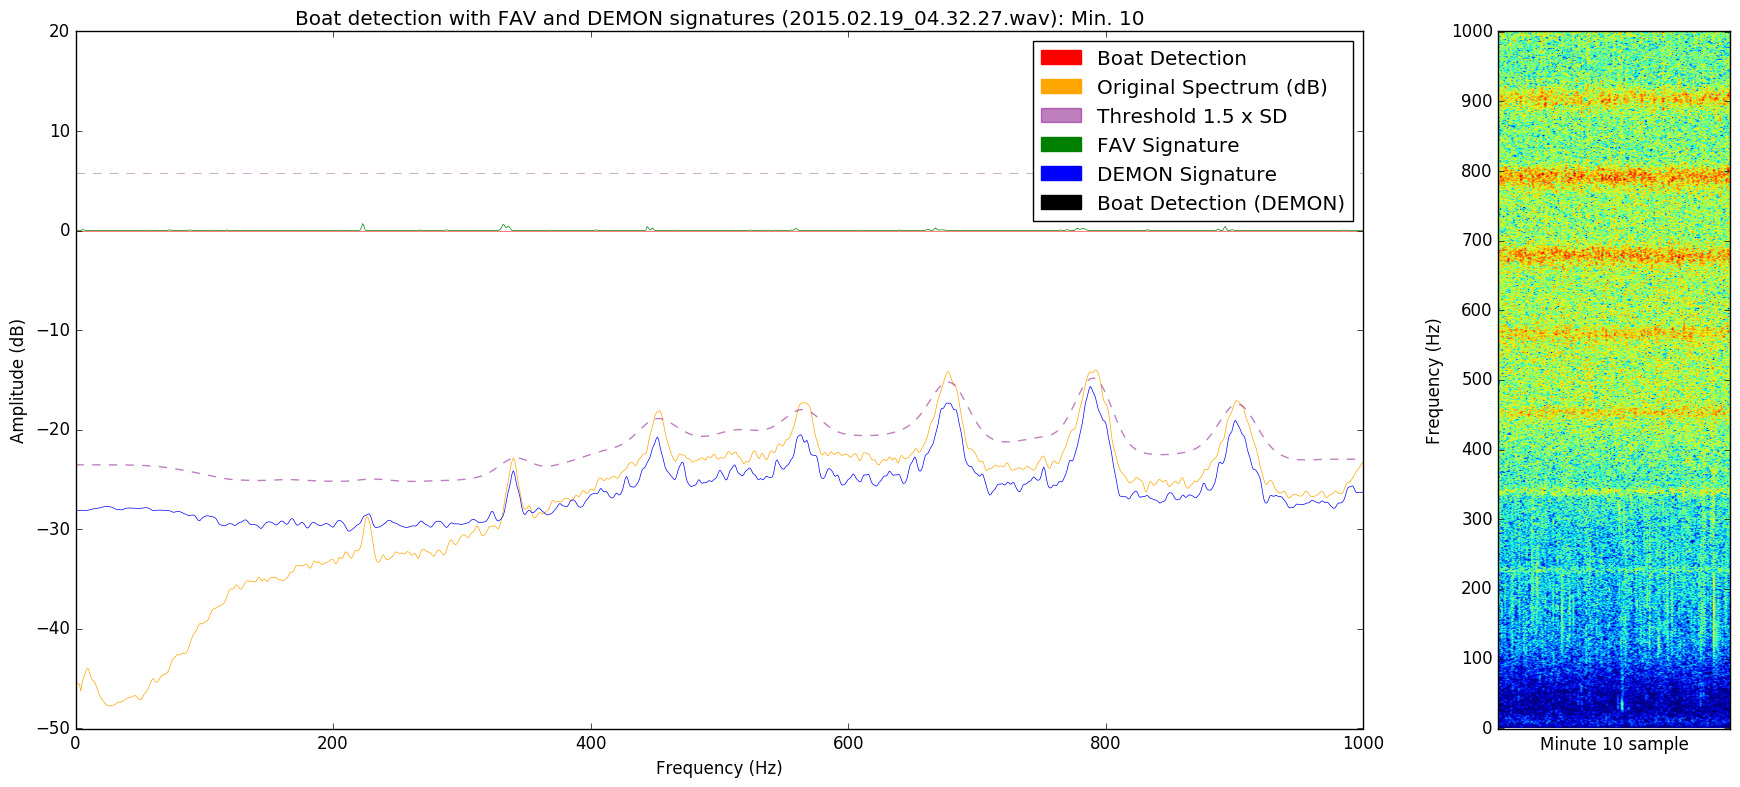 Boat detection with FAV and DEMON signatures (2015.02.19_04.32.27.wav): Min. 10
20
10
0
−10
−20
−30
−40
−50
Amplitude (dB)
0
200
400
600
800
1000
Frequency (Hz)
Boat Detection
Original Spectrum (dB)
Threshold 1.5 x SD
FAV Signature
DEMON Signature
Boat Detection (DEMON)
1000
900
800
700
600
500
400
300
200
100
0
Frequency (Hz)
Minute 10 sample